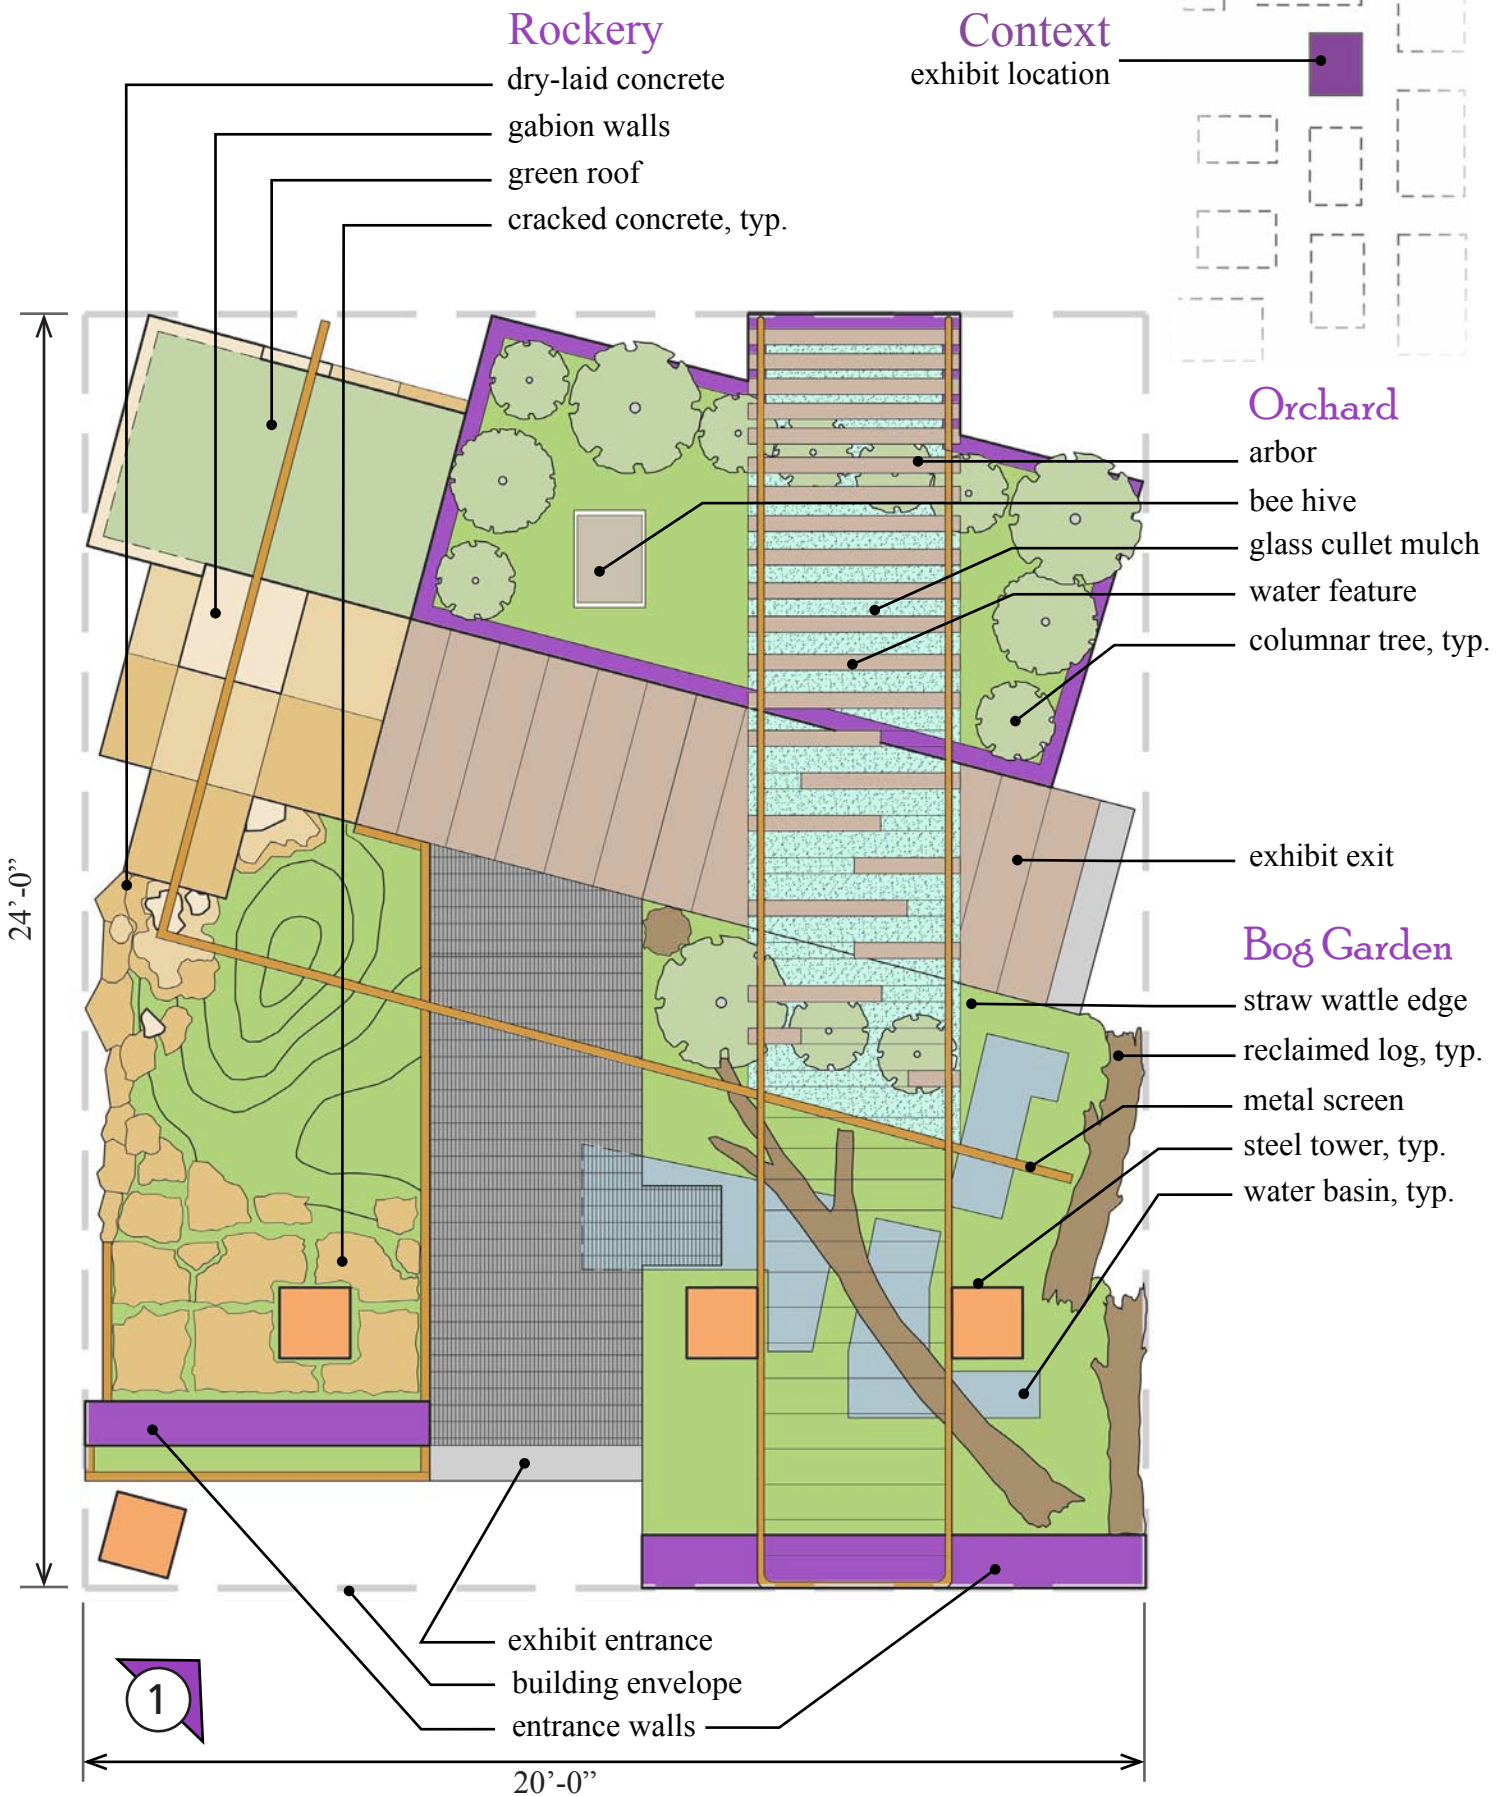 Rockery
dry-laid concrete
gabion walls
green roof
cracked concrete, typ.
Context
exhibit location
Orchard
arbor
bee hive
glass cullet mulch
water feature
columnar tree, typ.
exhibit exit
Bog Garden
straw wattle edge
reclaimed log, typ.
metal screen
steel tower, typ.
water basin, typ.
24’-0”
exhibit entrance
building envelope
entrance walls
1
20’-0”